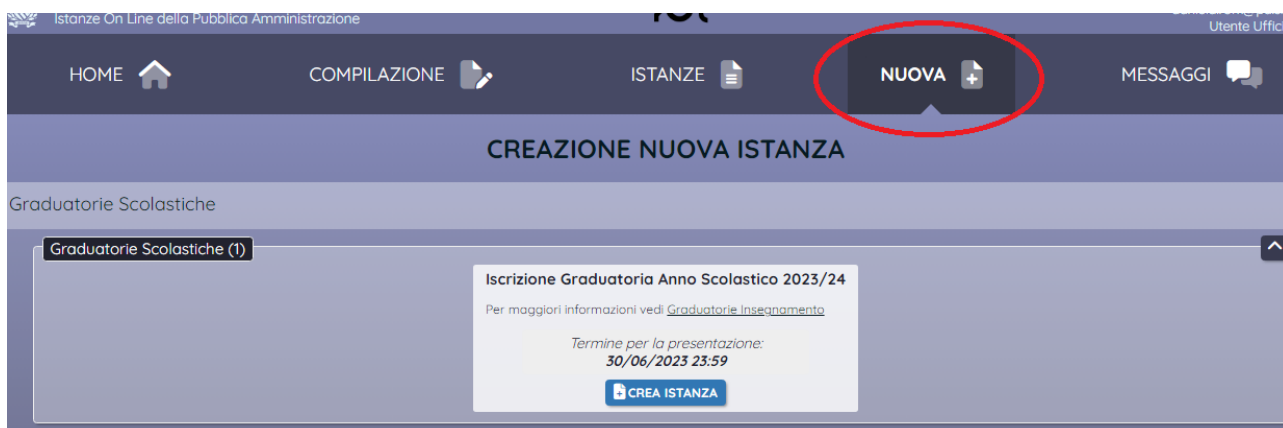 Istanze On Line della Pubblica Amministrazione
Utente Uffic
HOME
COMPILAZIONE
ISTANZE
NUOVA
MESSAGGI
CREAZIONE NUOVA ISTANZA
Graduatorie Scolastiche
Graduatorie Scolastiche (1)
Iscrizione Graduatoria Anno Scolastico 2023/24
Per maggiori informazioni vedi Graduatorie Insegnamento
Termine per la presentazione:
30/06/2023 23:59
CREA ISTANZA